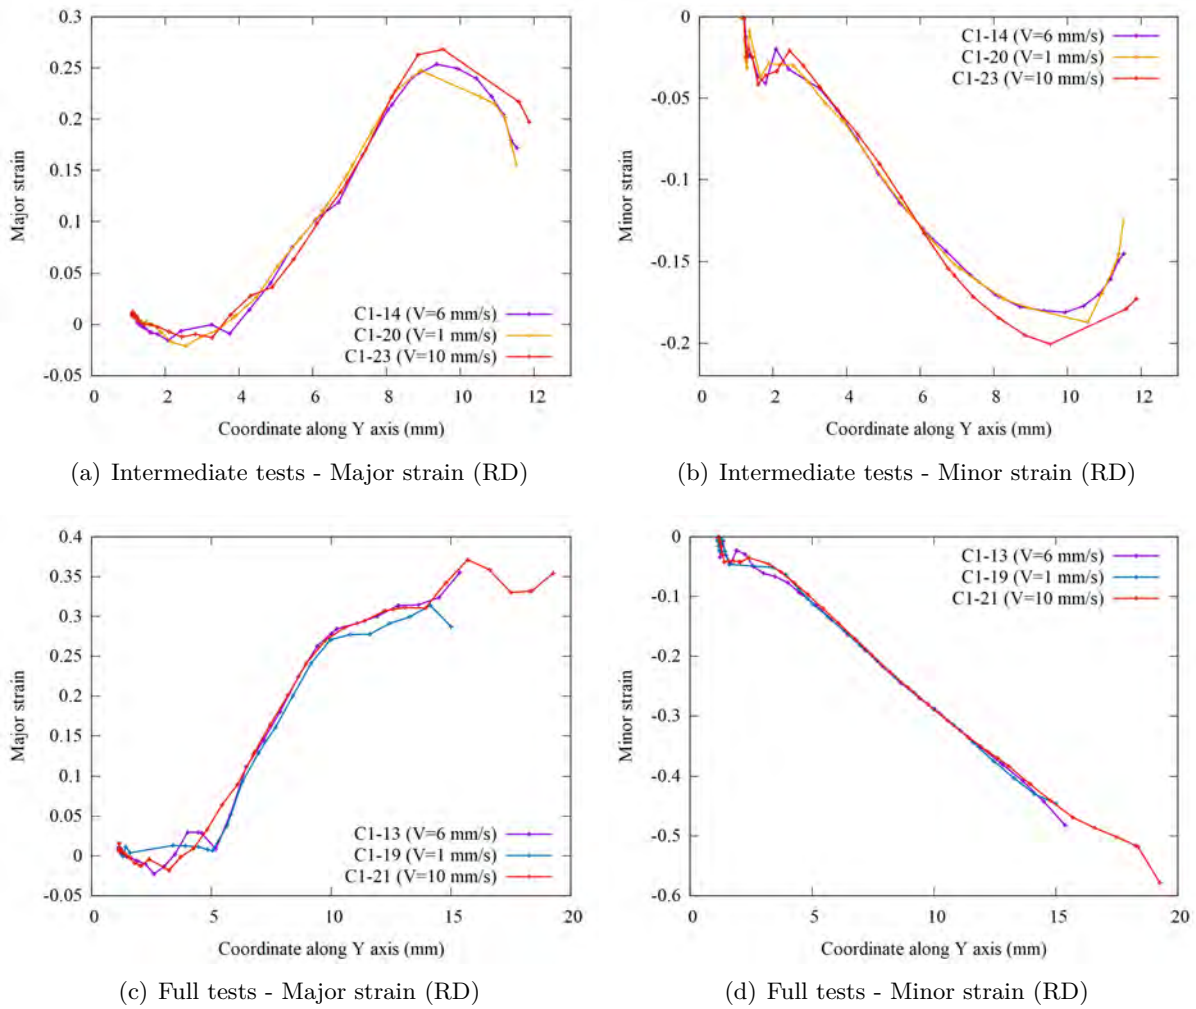 0.3
0.25
0.2
0.15
0.1
0.05
0
-0.05
Major strain
C1-14 (V=6 mm/s)
C1-20 (V=1 mm/s)
C1-23 (V=10 mm/s)
0 2 4 6 8 10 12
Coordinate along Y axis (mm)
(a) Intermediate tests - Major strain (RD)
0
-0.05
-0.1
-0.15
-0.2
Minor strain
C1-14 (V=6 mm/s)
C1-20 (V=1 mm/s)
C1-23 (V=10 mm/s)
0 2 4 6 8 10 12
Coordinate along Y axis (mm)
(b) Intermediate tests - Minor strain (RD)
0.4
0.35
0.3
0.25
0.2
0.15
0.1
0.05
0
-0.05
Major strain
C1-13 (V=6 mm/s)
C1-19 (V=1 mm/s)
C1-21 (V=10 mm/s)
0 5 10 15 20
Coordinate along Y axis (mm)
(c) Full tests - Major strain (RD)
0
-0.1
-0.2
-0.3
-0.4
-0.5
-0.6
Minor strain
C1-13 (V=6 mm/s)
C1-19 (V=1 mm/s)
C1-21 (V=10 mm/s)
0 5 10 15 20
Coordinate along Y axis (mm)
(d) Full tests - Minor strain (RD)